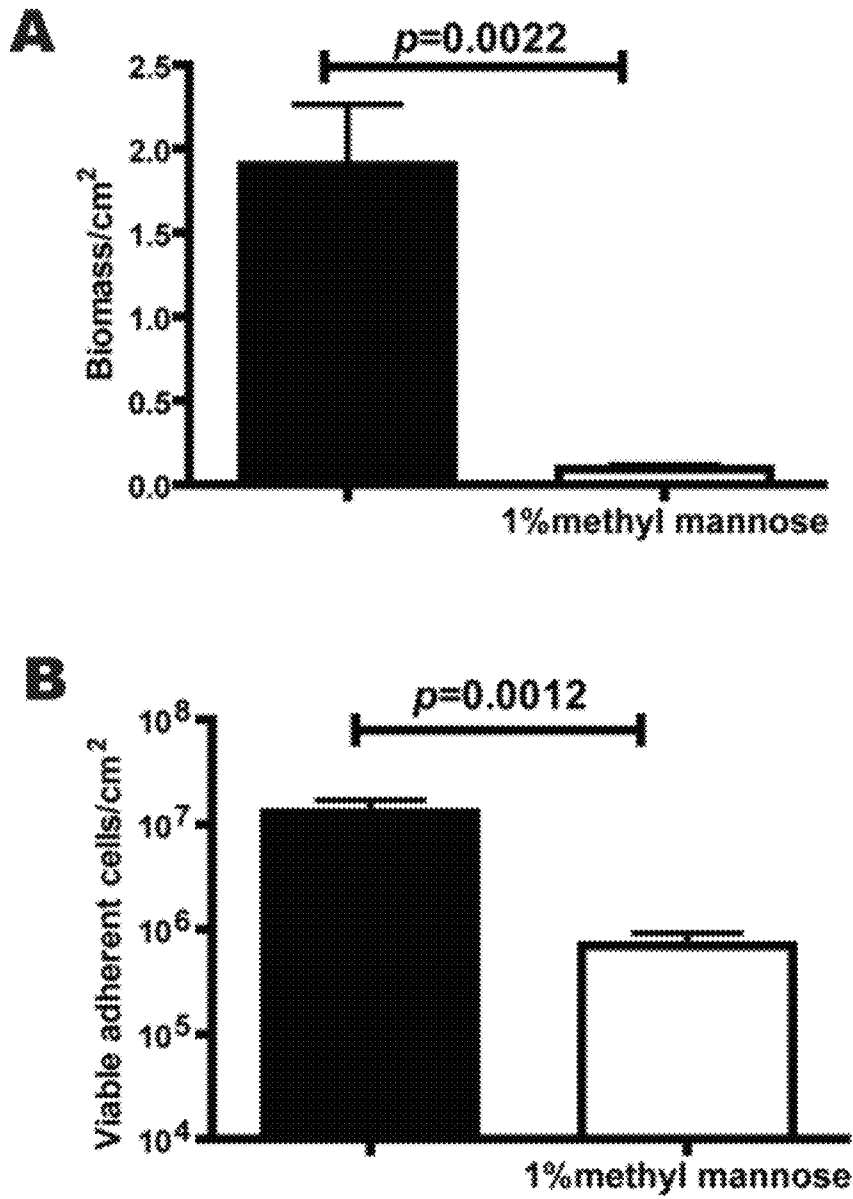 A
p=0.0022
2.5
2.0
1.5
1.0
0.5
0.0
Biomass/cm²
1%methyl mannose
B
p=0.0012
10⁸
10⁷
10⁶
10⁵
10⁴
Viable adherent cells/cm²
1%methyl mannose